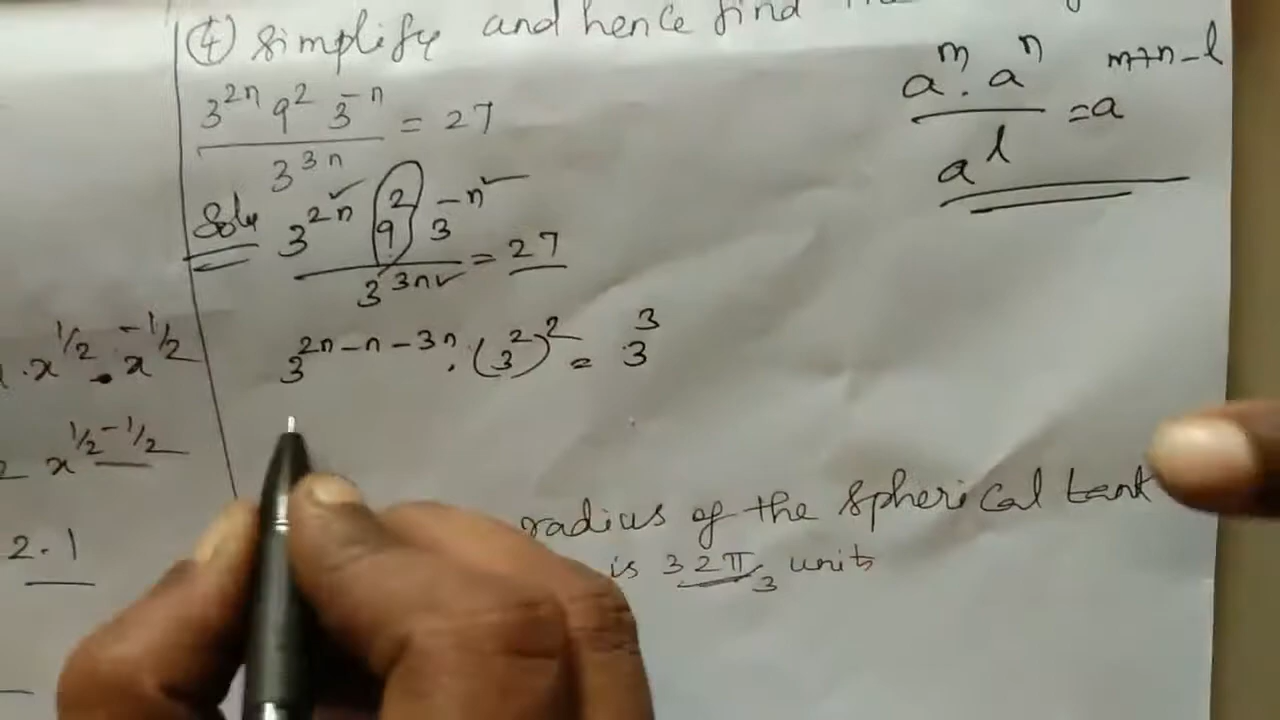 (4) Simplify and hence find
3^{2n} 9^2 3^{-n} / 3^{3n} = 27
Soln 3^{2n} 9^2 3^{-n} / 3^{3n} = 27
3^{2n-n-3n} . (3^2)^2 = 3^3
a^m . a^n / a^l = a^{m+n-l}
. x^{1/2} . x^{-1/2}
x^{1/2-1/2}
2.1
radius of the spherical tank
is 32π/3 units